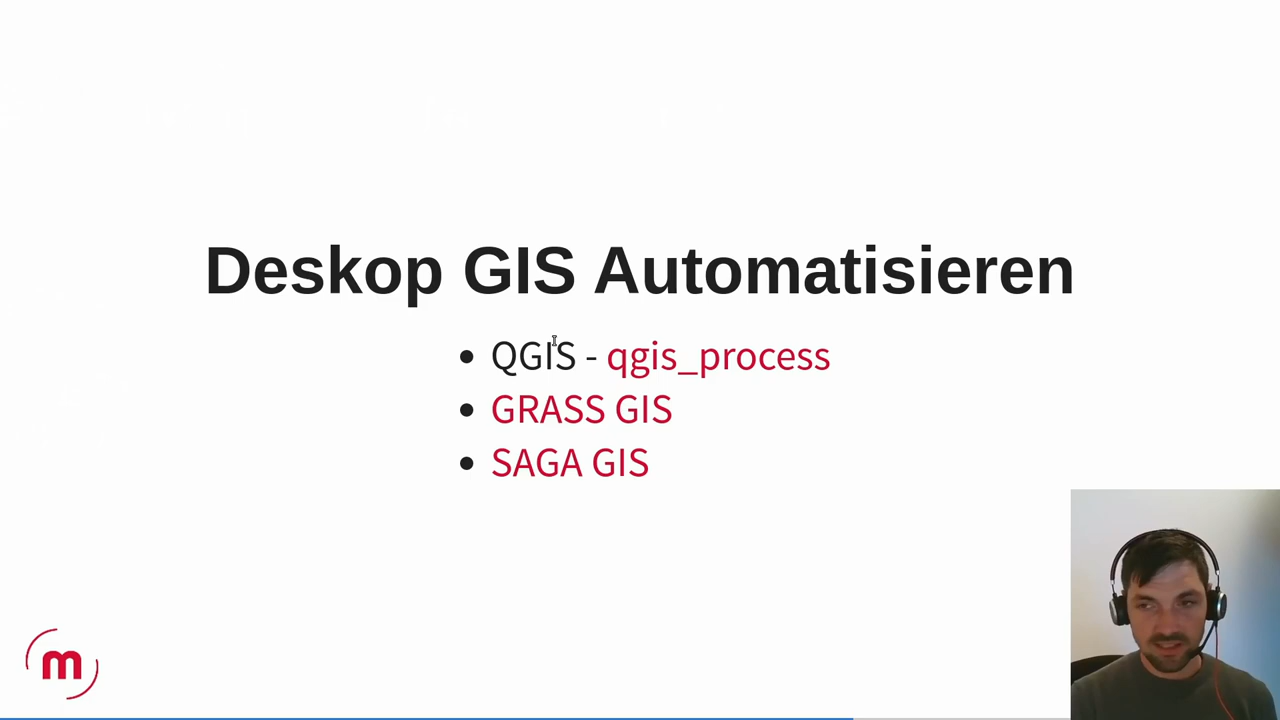 Deskop GIS Automatisieren
QGIS - qgis_process
GRASS GIS
SAGA GIS
m